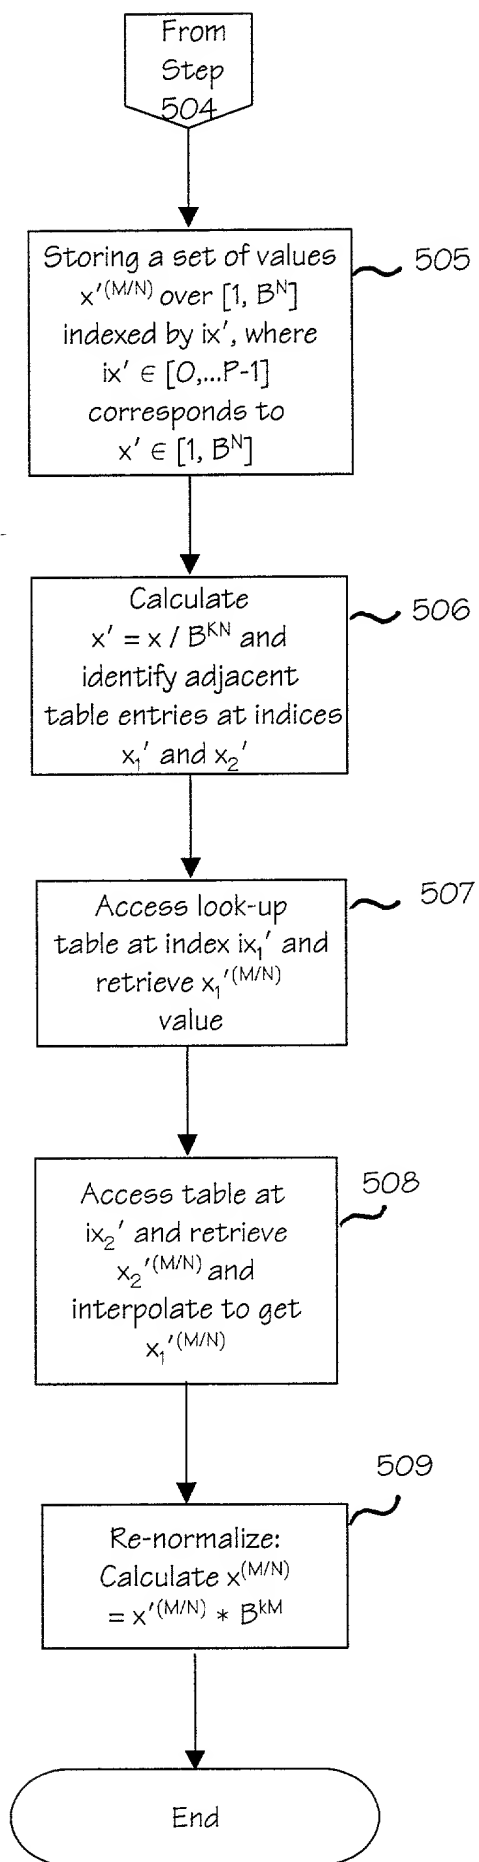 From
Step
504
Storing a set of values
x'^(M/N) over [1, B^N]
indexed by ix', where
ix' ∈ [0,...P-1]
corresponds to
x' ∈ [1, B^N]
505
Calculate
x' = x / B^KN and
identify adjacent
table entries at indices
x₁' and x₂'
506
Access look-up
table at index ix₁' and
retrieve x₁'^(M/N)
value
507
Access table at
ix₂' and retrieve
x₂'^(M/N) and
interpolate to get
x₁'^(M/N)
508
Re-normalize:
Calculate x^(M/N)
= x'^(M/N) * B^kM
509
End